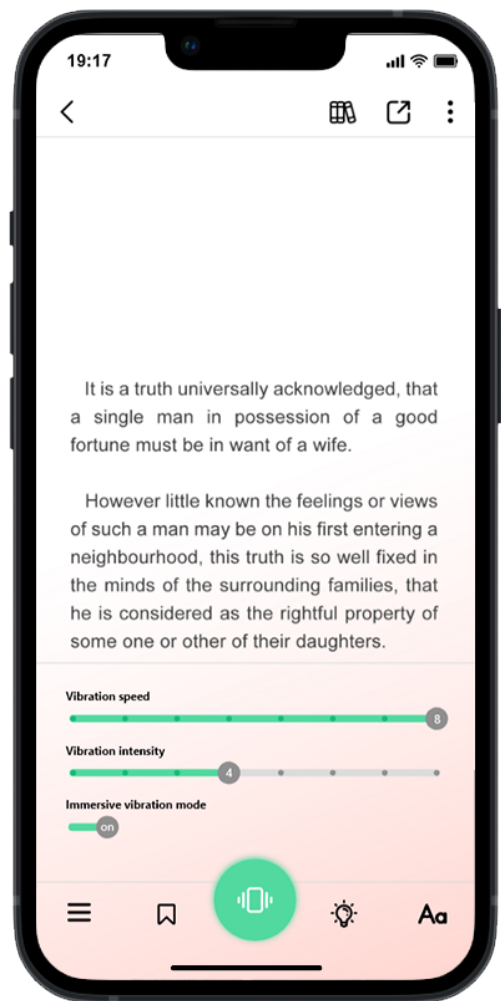 19:17
It is a truth universally acknowledged, that
a single man in possession of a good
fortune must be in want of a wife.
However little known the feelings or views
of such a man may be on his first entering a
neighbourhood, this truth is so well fixed in
the minds of the surrounding families, that
he is considered as the rightful property of
some one or other of their daughters.
Vibration speed
8
Vibration intensity
4
Immersive vibration mode
on
Aa